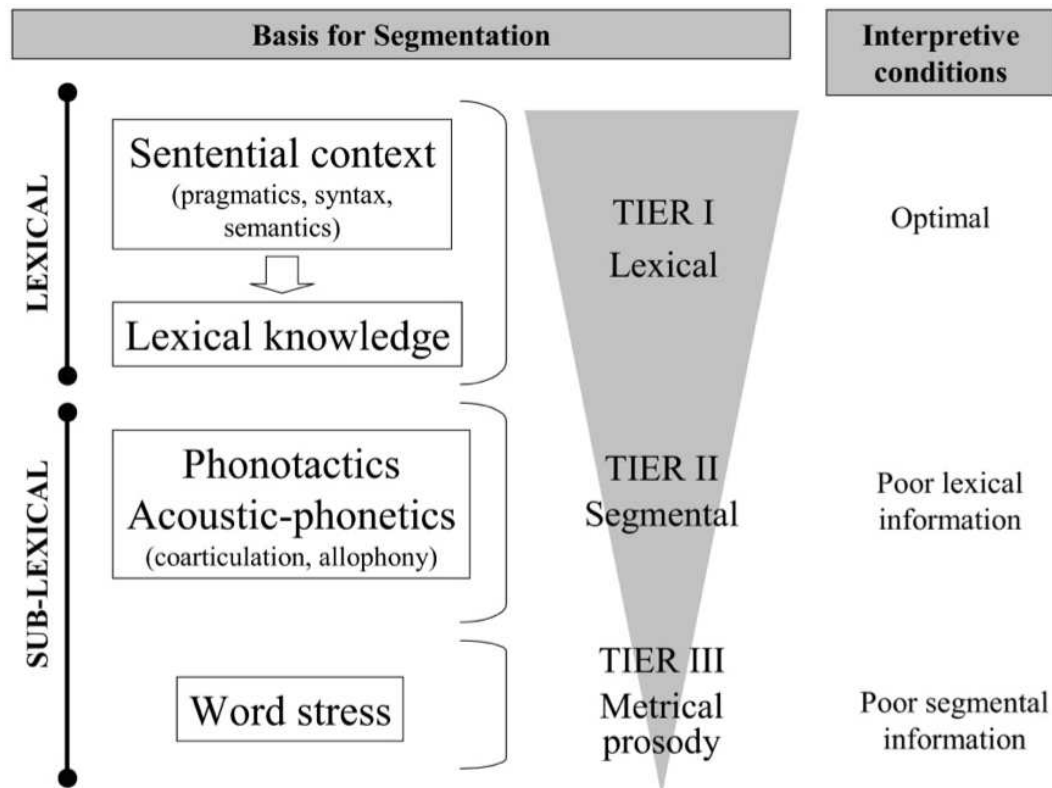 Basis for Segmentation
Interpretive
conditions
LEXICAL
Sentential context
(pragmatics, syntax,
semantics)
Lexical knowledge
TIER I
Lexical
Optimal
SUB-LEXICAL
Phonotactics
Acoustic-phonetics
(coarticulation, allophony)
TIER II
Segmental
Poor lexical
information
Word stress
TIER III
Metrical
prosody
Poor segmental
information